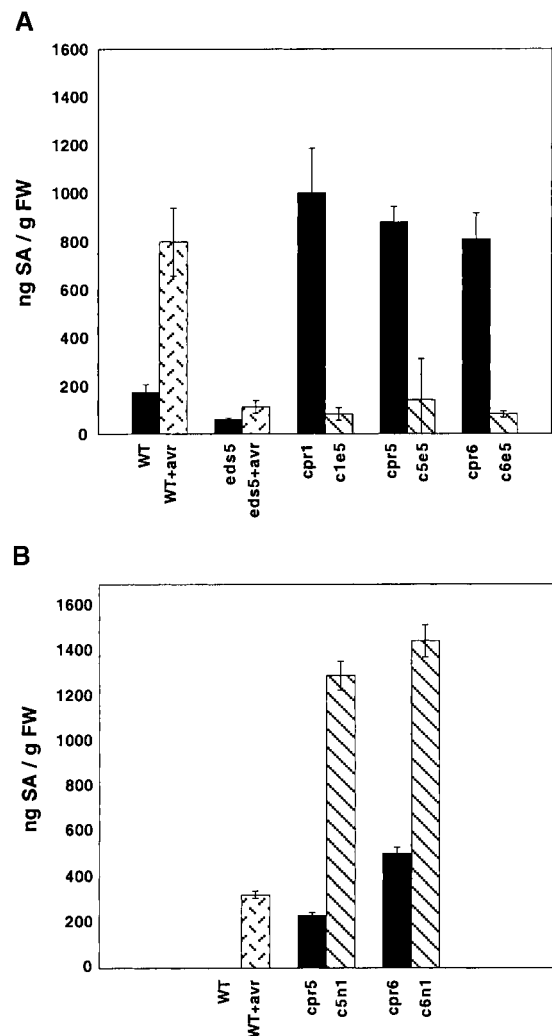 A
1600
1400
1200
1000
800
600
400
200
0
ng SA / g FW
WT
WT+avr
eds5
eds5+avr
cpr1
c1e5
cpr5
c5e5
cpr6
c6e5
B
1600
1400
1200
1000
800
600
400
200
0
ng SA / g FW
WT
WT+avr
cpr5
c5n1
cpr6
c6n1